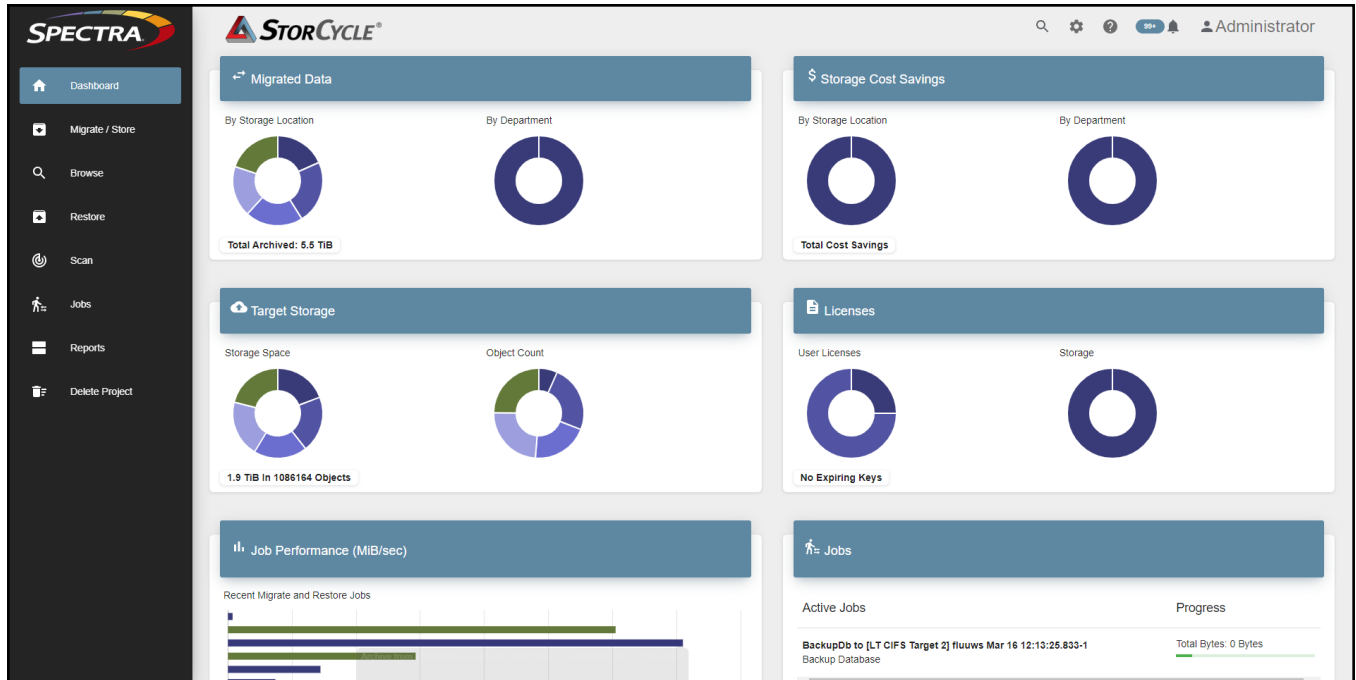 SPECTRA
STORCYCLE®
99+
Administrator
Dashboard
Migrate / Store
Browse
Restore
Scan
Jobs
Reports
Delete Project
Migrated Data
By Storage Location
By Department
Total Archived: 5.5 TiB
Storage Cost Savings
By Storage Location
By Department
Total Cost Savings
Target Storage
Storage Space
Object Count
1.9 TiB In 1086164 Objects
Licenses
User Licenses
Storage
No Expiring Keys
Job Performance (MiB/sec)
Recent Migrate and Restore Jobs
Jobs
Active Jobs
Progress
BackupDb to [LT CIFS Target 2] fluuws Mar 16 12:13:25.833-1
Backup Database
Total Bytes: 0 Bytes